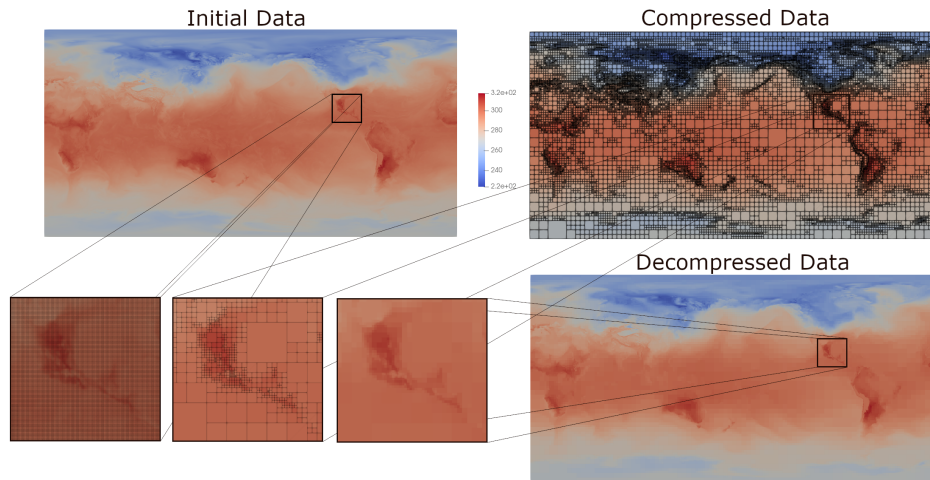 Initial Data
Compressed Data
3.2e+02
300
280
260
240
2.2e+02
Decompressed Data